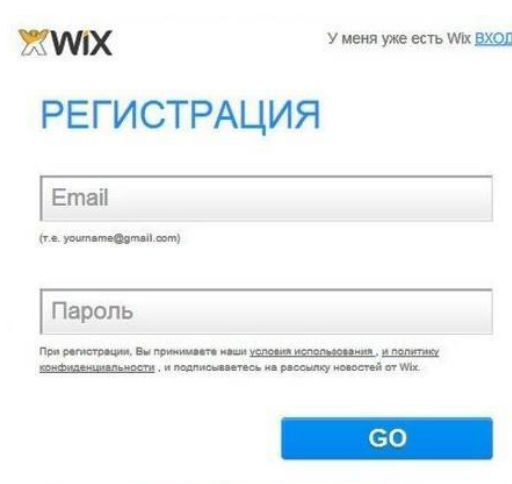 WiX
У меня уже есть Wix ВХОД
РЕГИСТРАЦИЯ
Email
(т.е. yourname@gmail.com)
Пароль
При регистрации, Вы принимаете наши условия использования , и политику
конфиденциальности , и подписываетесь на рассылку новостей от Wix.
GO